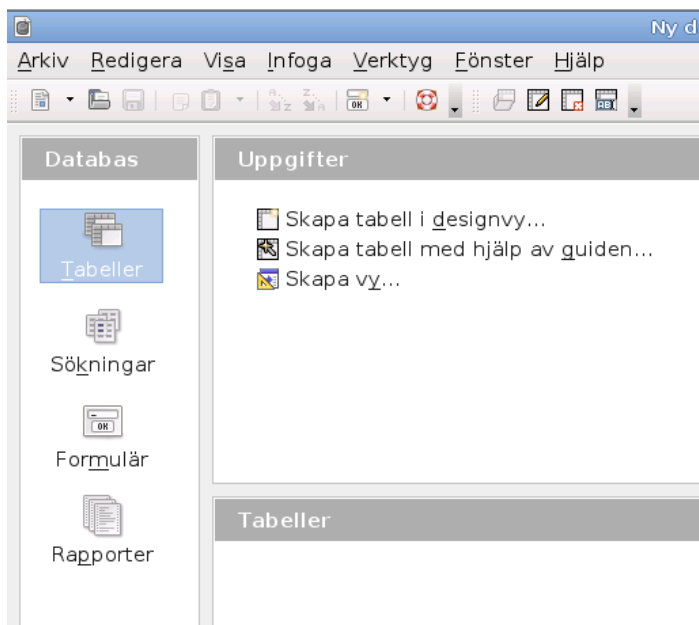 Ny d
Arkiv Redigera Visa Infoga Verktyg Fönster Hjälp
Databas
Tabeller
Sökningar
Formulär
Rapporter
Uppgifter
Skapa tabell i designvy...
Skapa tabell med hjälp av guiden...
Skapa vy...
Tabeller